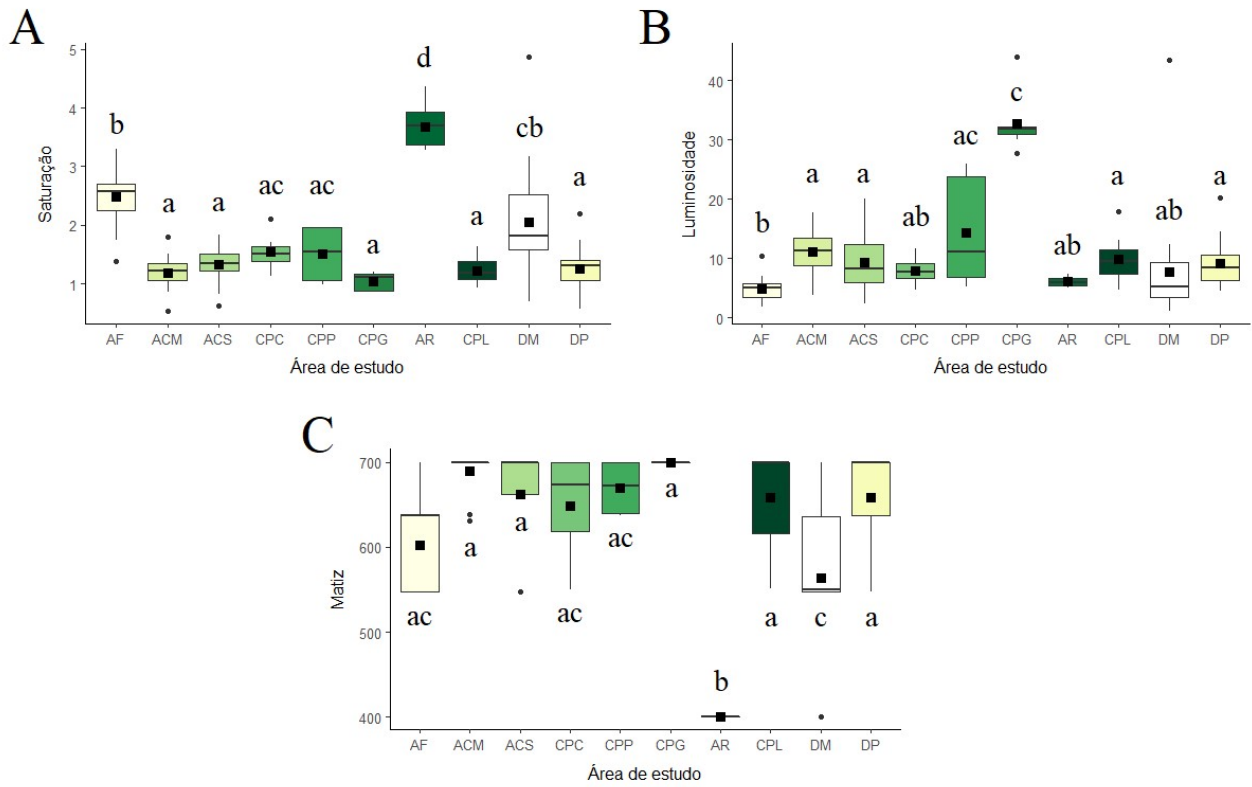 A
5
4
3
2
1
Saturação
b
a
a
ac
ac
a
d
a
cb
a
AF ACM ACS CPC CPP CPG AR CPL DM DP
Área de estudo
B
40
30
20
10
0
Luminosidade
b
a
a
ab
ac
c
ab
a
ab
a
AF ACM ACS CPC CPP CPG AR CPL DM DP
Área de estudo
C
700
600
500
400
Matiz
ac
a
a
ac
ac
a
b
a
c
a
AF ACM ACS CPC CPP CPG AR CPL DM DP
Área de estudo